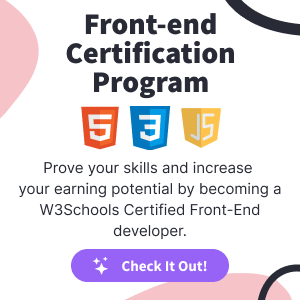 Front-end
Certification
Program
5
3
JS
Prove your skills and increase
your earning potential by becoming a
W3Schools Certified Front-End
developer.
Check It Out!